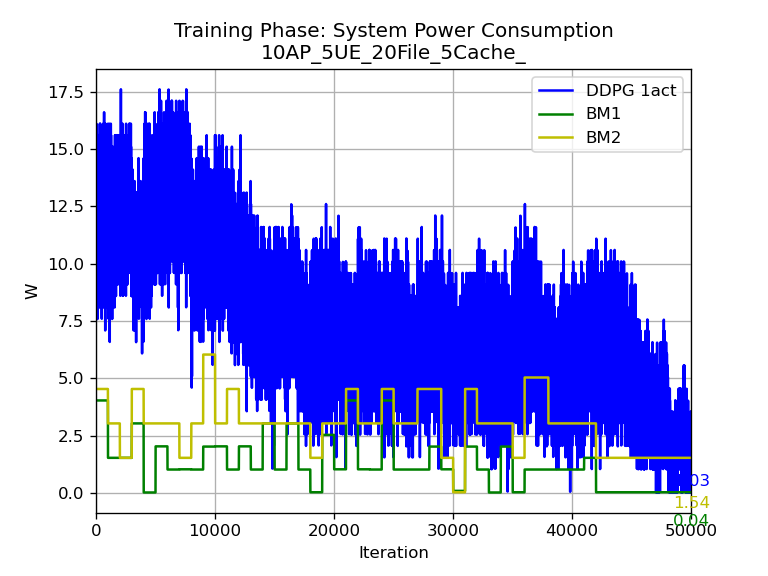 Training Phase: System Power Consumption
10AP_5UE_20File_5Cache_
17.5
15.0
12.5
10.0
7.5
5.0
2.5
0.0
W
DDPG 1act
BM1
BM2
03
1.54
0.04
0
10000
20000
30000
40000
50000
Iteration